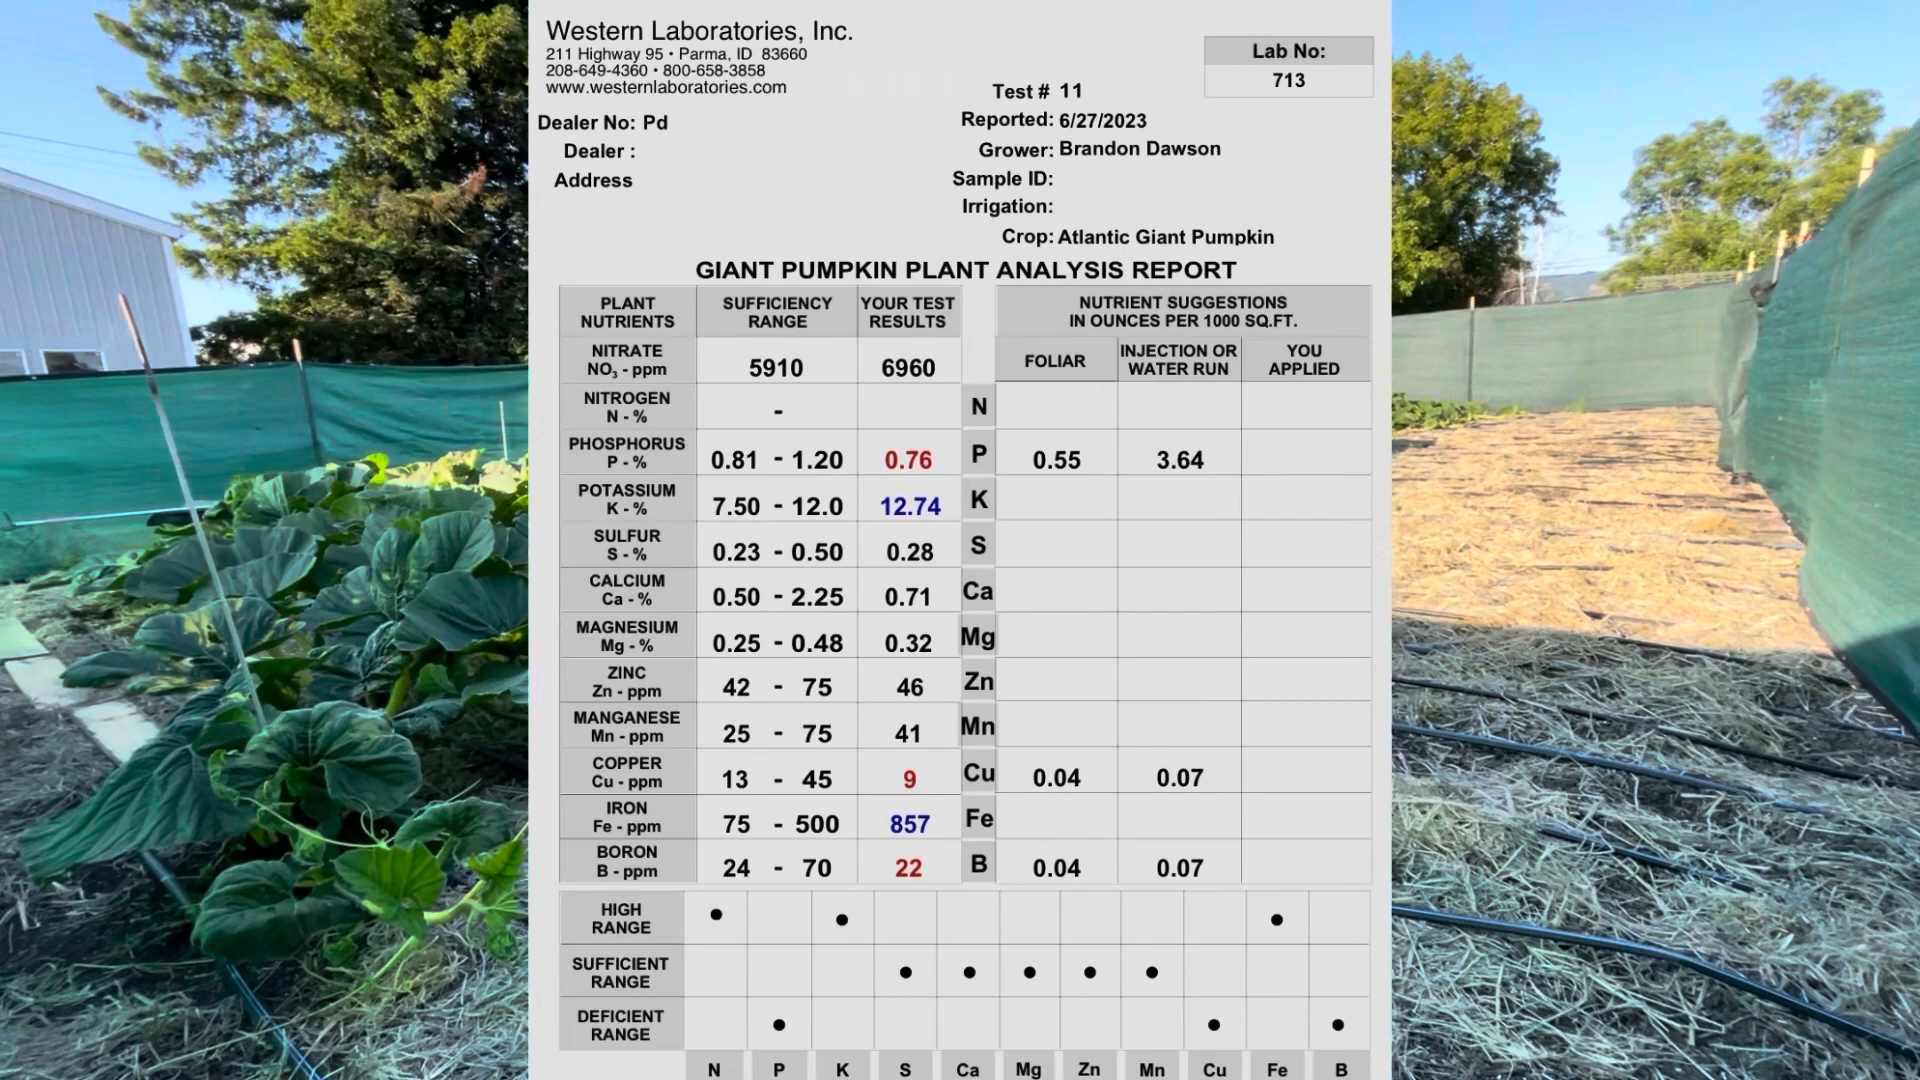 Western Laboratories, Inc.
211 Highway 95 • Parma, ID 83660
208-649-4360 • 800-658-3858
www.westernlaboratories.com
Lab No:
713
Test # 11
Dealer No: Pd
Reported: 6/27/2023
Dealer :
Grower: Brandon Dawson
Address
Sample ID:
Irrigation:
Crop: Atlantic Giant Pumpkin
GIANT PUMPKIN PLANT ANALYSIS REPORT
PLANT NUTRIENTS SUFFICIENCY RANGE YOUR TEST RESULTS NUTRIENT SUGGESTIONS IN OUNCES PER 1000 SQ.FT.
FOLIAR INJECTION OR WATER RUN YOU APPLIED
NITRATE NO3 - ppm 5910 6960
NITROGEN N - % - N
PHOSPHORUS P - % 0.81 - 1.20 0.76 P 0.55 3.64
POTASSIUM K - % 7.50 - 12.0 12.74 K
SULFUR S - % 0.23 - 0.50 0.28 S
CALCIUM Ca - % 0.50 - 2.25 0.71 Ca
MAGNESIUM Mg - % 0.25 - 0.48 0.32 Mg
ZINC Zn - ppm 42 - 75 46 Zn
MANGANESE Mn - ppm 25 - 75 41 Mn
COPPER Cu - ppm 13 - 45 9 Cu 0.04 0.07
IRON Fe - ppm 75 - 500 857 Fe
BORON B - ppm 24 - 70 22 B 0.04 0.07
HIGH RANGE
SUFFICIENT RANGE
DEFICIENT RANGE
N P K S Ca Mg Zn Mn Cu Fe B